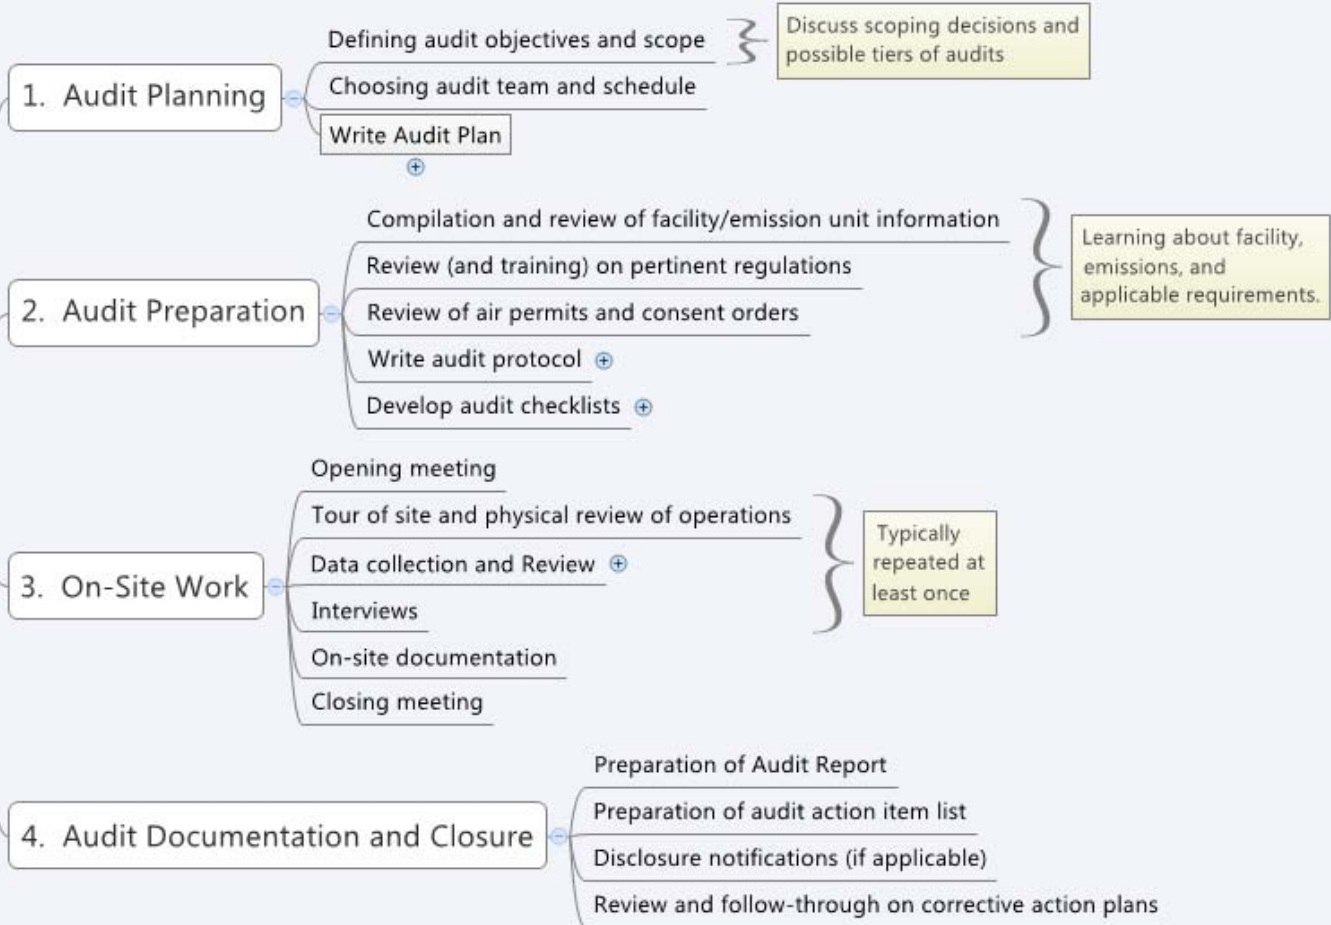 1. Audit Planning
Defining audit objectives and scope
Discuss scoping decisions and
possible tiers of audits
Choosing audit team and schedule
Write Audit Plan
2. Audit Preparation
Compilation and review of facility/emission unit information
Review (and training) on pertinent regulations
Review of air permits and consent orders
Write audit protocol
Develop audit checklists
Learning about facility,
emissions, and
applicable requirements.
3. On-Site Work
Opening meeting
Tour of site and physical review of operations
Data collection and Review
Interviews
On-site documentation
Closing meeting
Typically
repeated at
least once
4. Audit Documentation and Closure
Preparation of Audit Report
Preparation of audit action item list
Disclosure notifications (if applicable)
Review and follow-through on corrective action plans